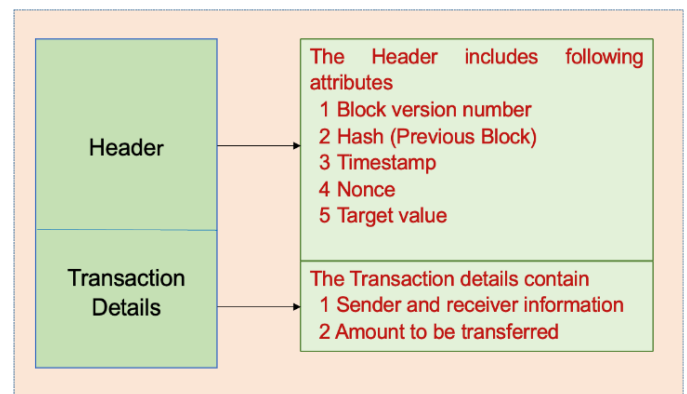 Header
The Header includes following
attributes
1 Block version number
2 Hash (Previous Block)
3 Timestamp
4 Nonce
5 Target value
Transaction
Details
The Transaction details contain
1 Sender and receiver information
2 Amount to be transferred